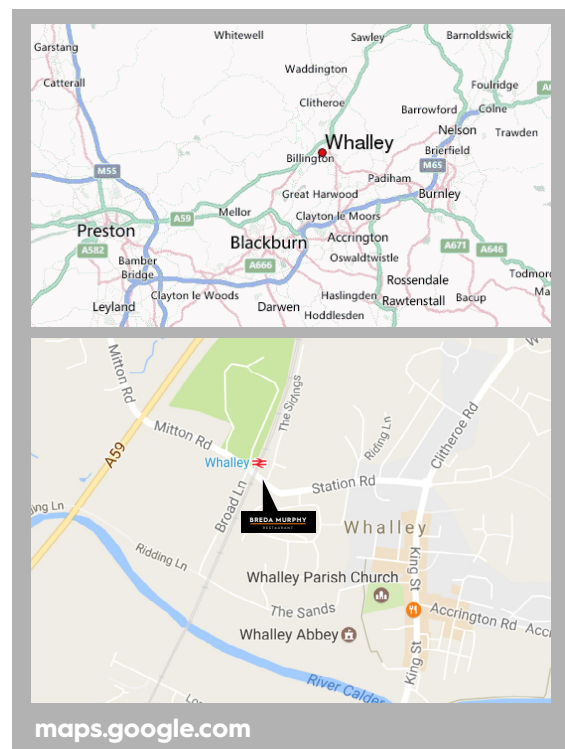 Whitewell
Sawley
Barnoldswick
Garstang
Waddington
Catterall
Foulridge
Clitheroe
Barrowford
Colne
Nelson
Trawden
Whalley
Billington
Brierfield
M65
M55
Padiham
Burnley
Great Harwood
A59
Mellor
Clayton le Moors
Preston
Blackburn
Accrington
A671
A646
A582
Oswaldtwistle
Bamber
Bridge
A666
Todmor
Rossendale
Ma
Clayton le Woods
Haslingden
Rawtenstall
Bacup
Leyland
Darwen
Hoddlesden
Mitton Rd
The Sidings
Mitton Rd
Riding Ln
Clitheroe Rd
A59
Whalley
Station Rd
Broad Ln
BREDA MURPHY
RESTAURANT
Whalley
Ridding Ln
King St
Whalley Parish Church
The Sands
Accrington Rd
Accri
Whalley Abbey
King St
River Calder
maps.google.com